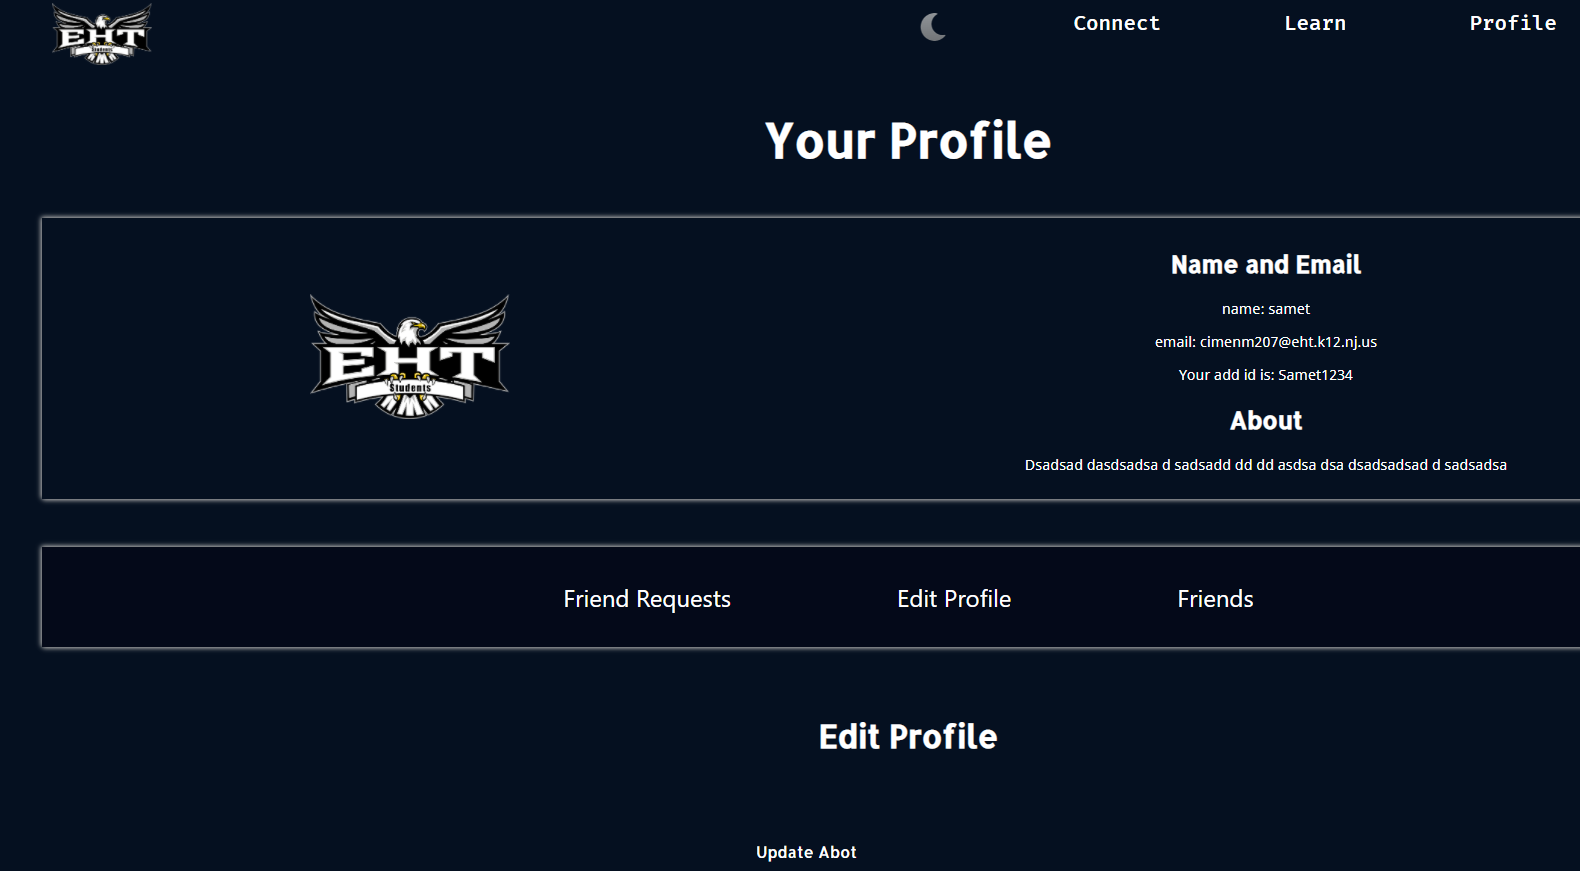 EHT
Students
Connect Learn Profile
Your Profile
EHT
Students
Name and Email
name: samet
email: cimenm207@eht.k12.nj.us
Your add id is: Samet1234
About
Dsadsad dasdsadsa d sadsadd dd dd asdsa dsa dsadsadsad d sadsadsa
Friend Requests Edit Profile Friends
Edit Profile
Update Abot